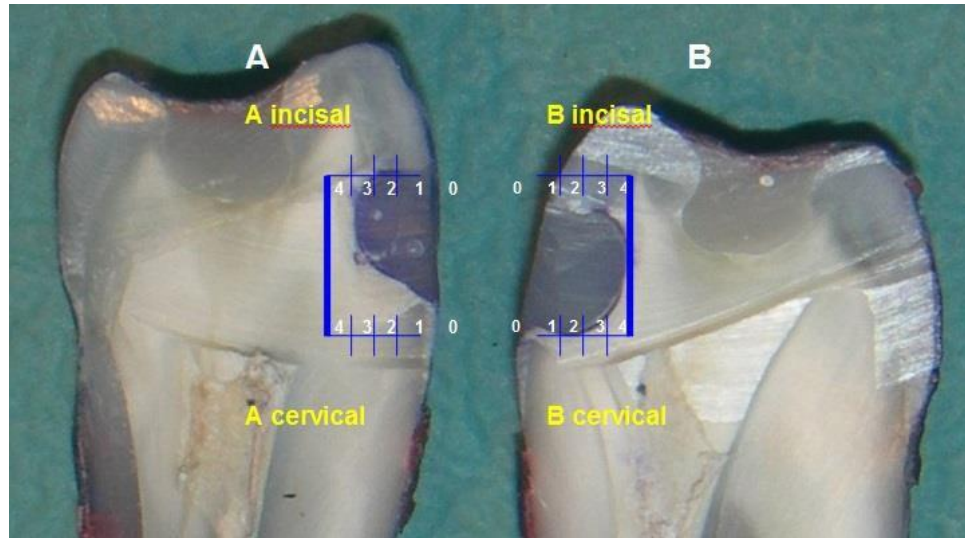 A
B
A incisal
B incisal
4 3 2 1 0
0 1 2 3 4
4 3 2 1 0
0 1 2 3 4
A cervical
B cervical